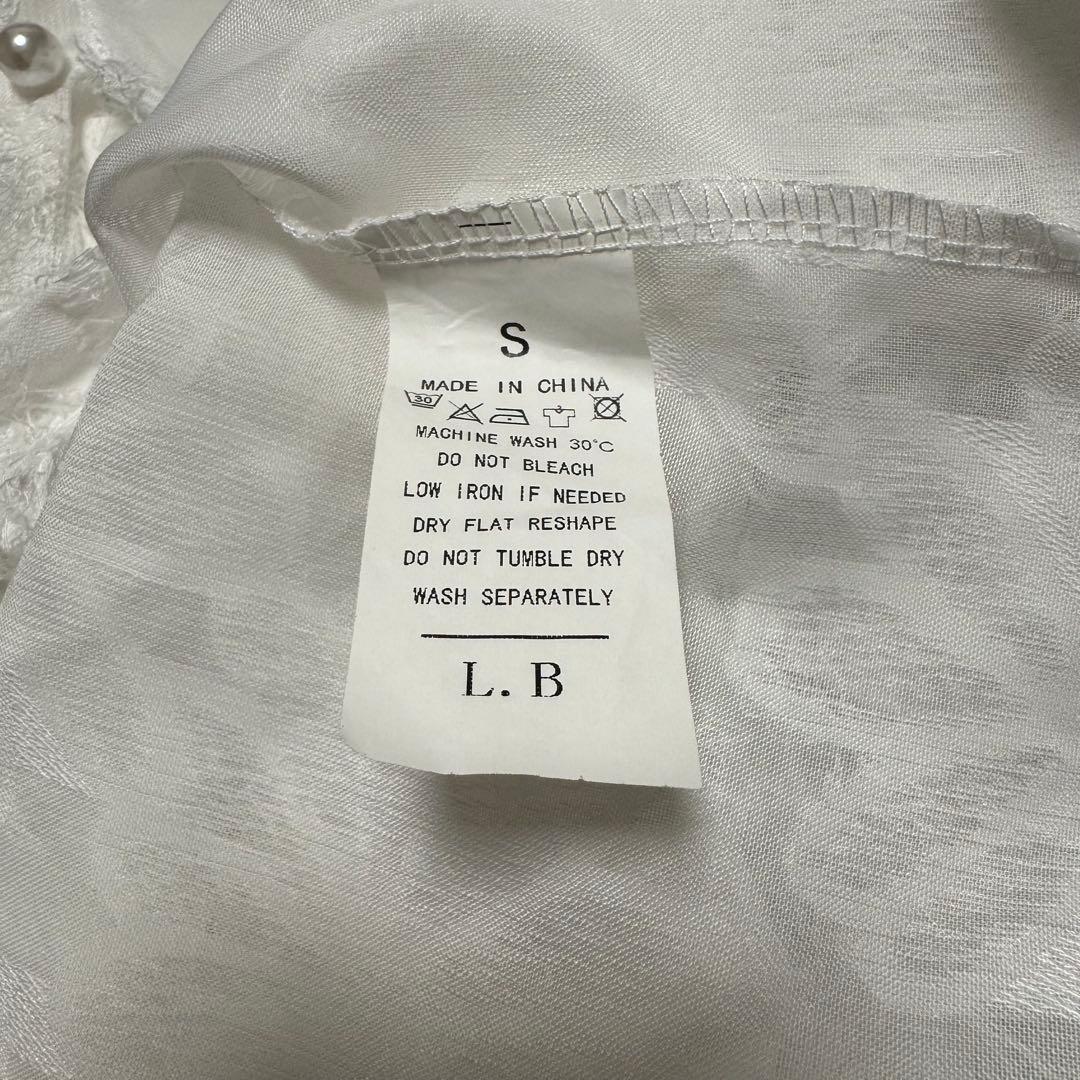 S
MADE IN CHINA
30
MACHINE WASH 30°C
DO NOT BLEACH
LOW IRON IF NEEDED
DRY FLAT RESHAPE
DO NOT TUMBLE DRY
WASH SEPARATELY
L. B